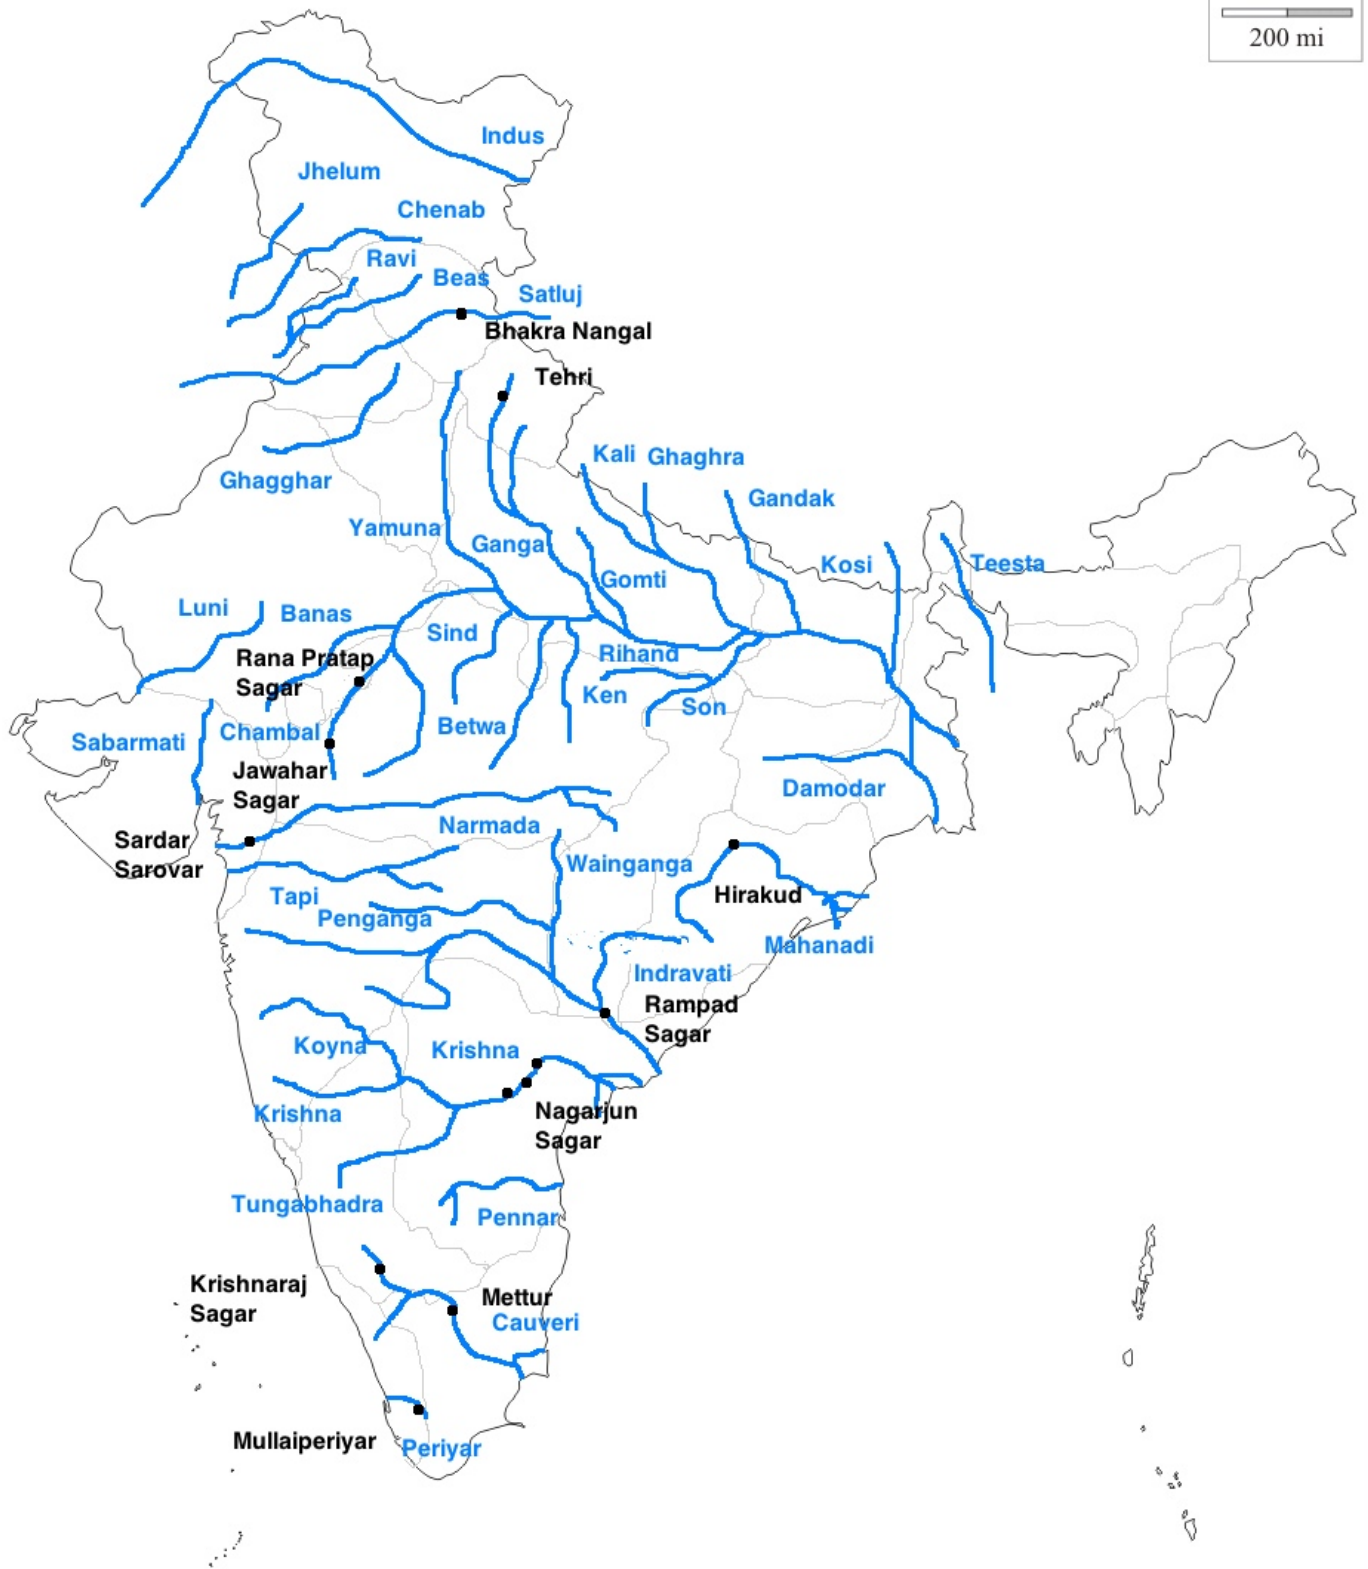 200 mi
Indus
Jhelum
Chenab
Ravi
Beas
Satluj
Bhakra Nangal
Tehri
Kali
Ghaghra
Ghagghar
Gandak
Yamuna
Ganga
Kosi
Teesta
Gomti
Luni
Banas
Sind
Rihand
Rana Pratap
Sagar
Ken
Son
Chambal
Betwa
Sabarmati
Jawahar
Sagar
Damodar
Narmada
Sardar
Sarovar
Wainganga
Tapi
Hirakud
Penganga
Mahanadi
Indravati
Rampad
Sagar
Koyna
Krishna
Krishna
Nagarjun
Sagar
Tungabhadra
Pennar
Krishnaraj
Sagar
Mettur
Cauveri
Mullaiperiyar
Periyar